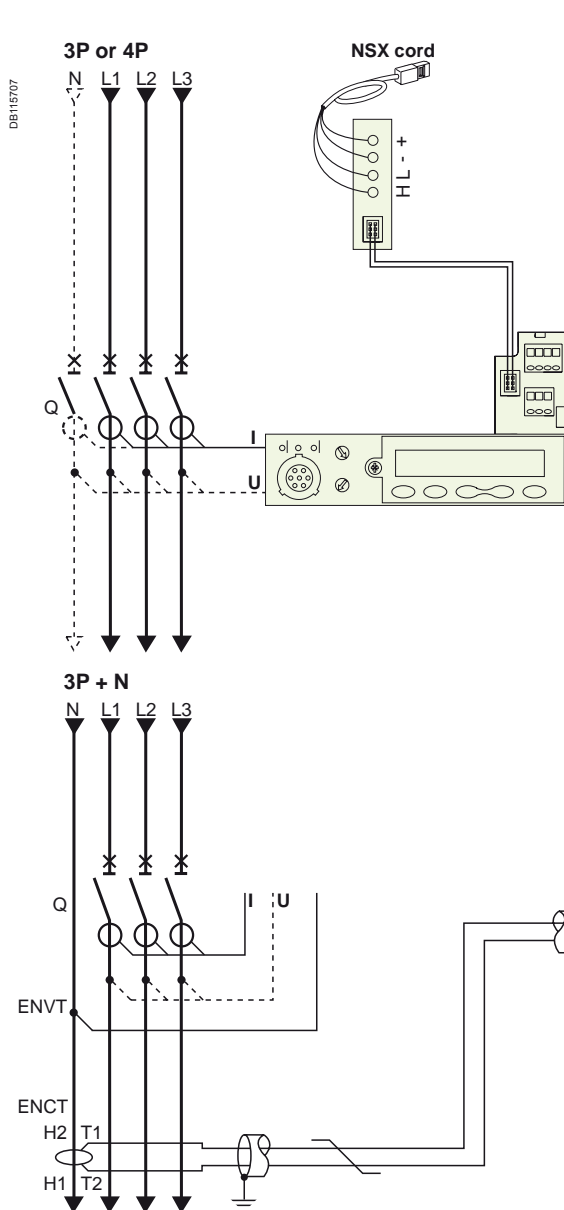 3P or 4P
N L1 L2 L3
DB115707
NSX cord
H L - +
Q
I
U
3P + N
N L1 L2 L3
Q
I U
ENVT
ENCT
H2 T1
H1 T2